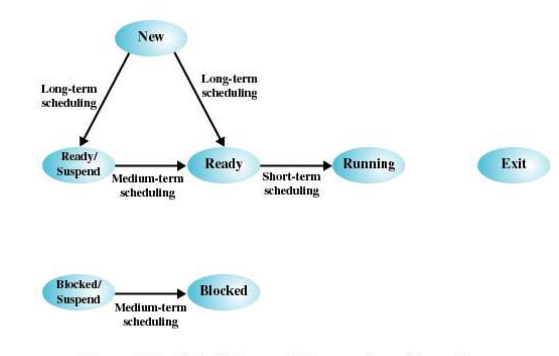 New
Long-term
scheduling
Long-term
scheduling
Ready/
Suspend
Medium-term
scheduling
Ready
Short-term
scheduling
Running
Exit
Blocked/
Suspend
Medium-term
scheduling
Blocked